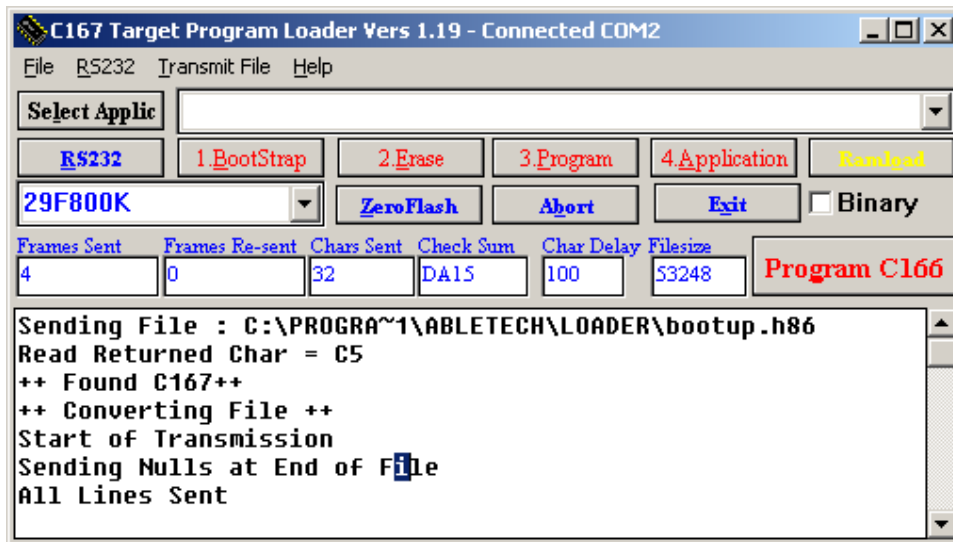 C167 Target Program Loader Vers 1.19 - Connected COM2
File RS232 Transmit File Help
Select Applic
RS232 1.BootStrap 2.Erase 3.Program 4.Application Ramload
29F800K ZeroFlash Abort Exit Binary
Frames Sent Frames Re-sent Chars Sent Check Sum Char Delay Filesize
4 0 32 DA15 100 53248 Program C166
Sending File : C:\PROGRA~1\ABLETECH\LOADER\bootup.h86
Read Returned Char = C5
++ Found C167++
++ Converting File ++
Start of Transmission
Sending Nulls at End of File
All Lines Sent